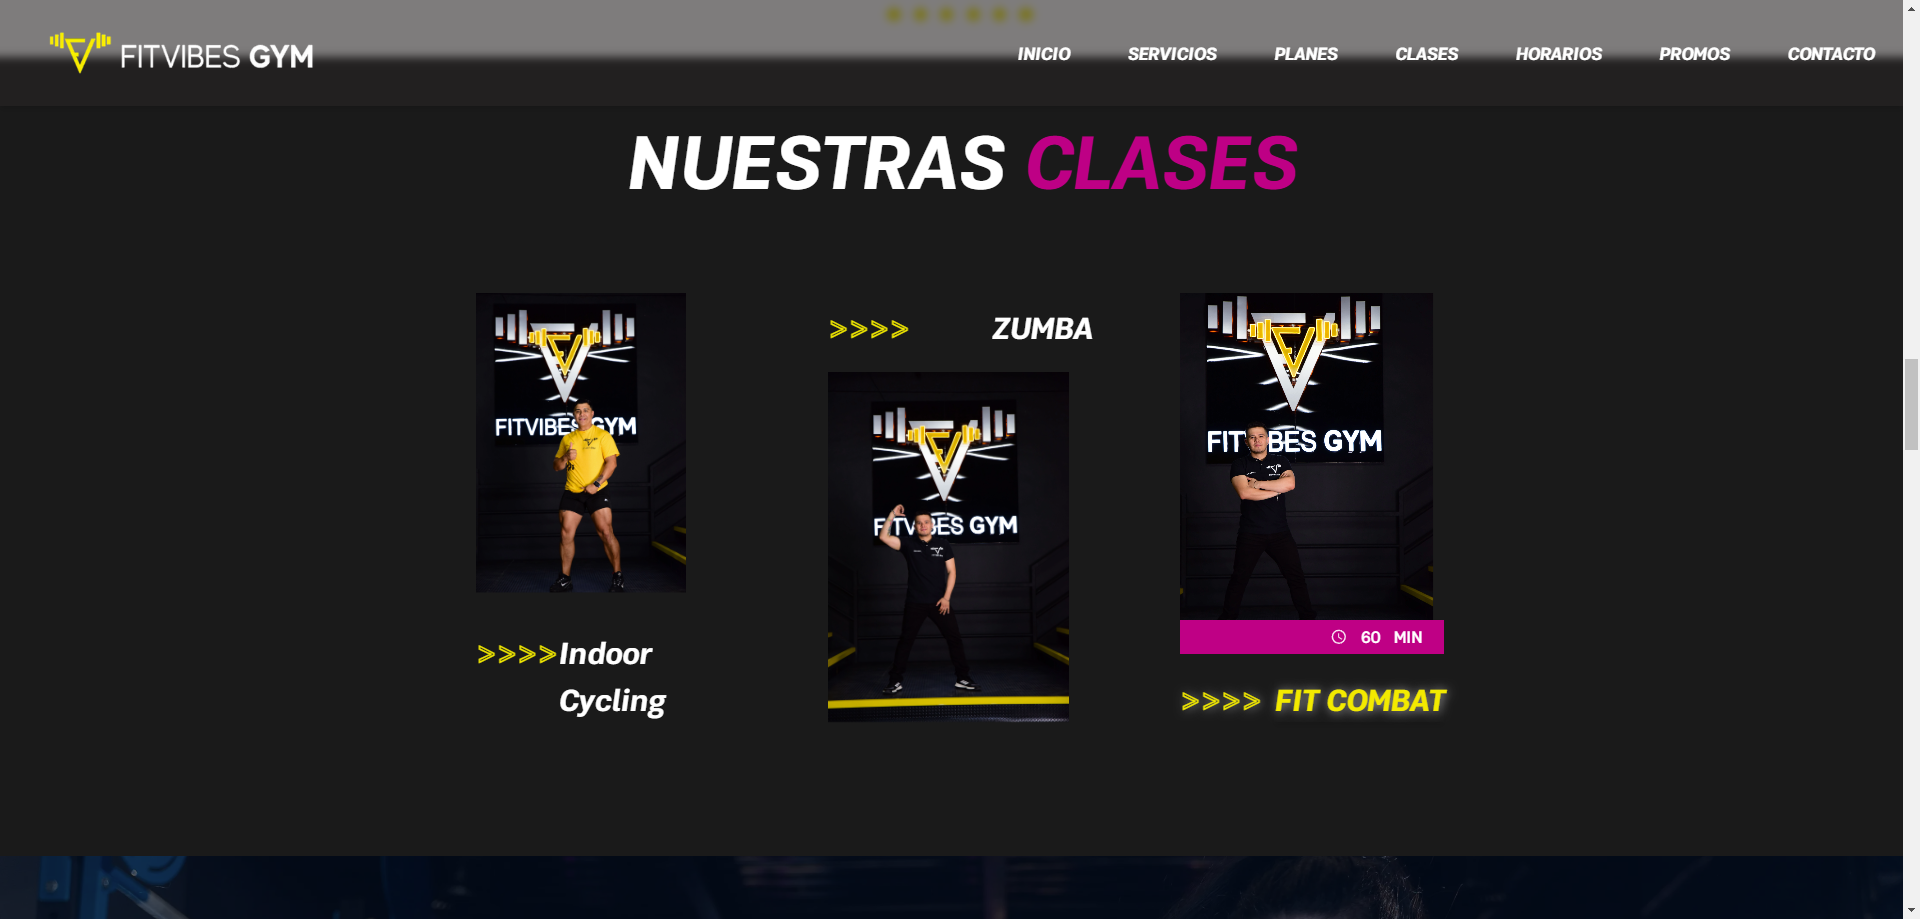 FITVIBES GYM
INICIO SERVICIOS PLANES CLASES HORARIOS PROMOS CONTACTO
NUESTRAS CLASES
FITVIBES GYM
>>>> Indoor
Cycling
>>>> ZUMBA
FITVIBES GYM
FITVIBES GYM
60 MIN
>>>> FIT COMBAT